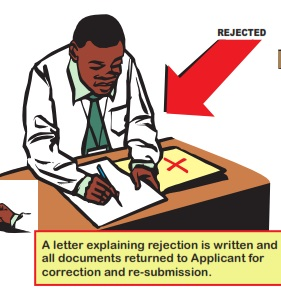 REJECTED
A letter explaining rejection is written and
all documents returned to Applicant for
correction and re-submission.